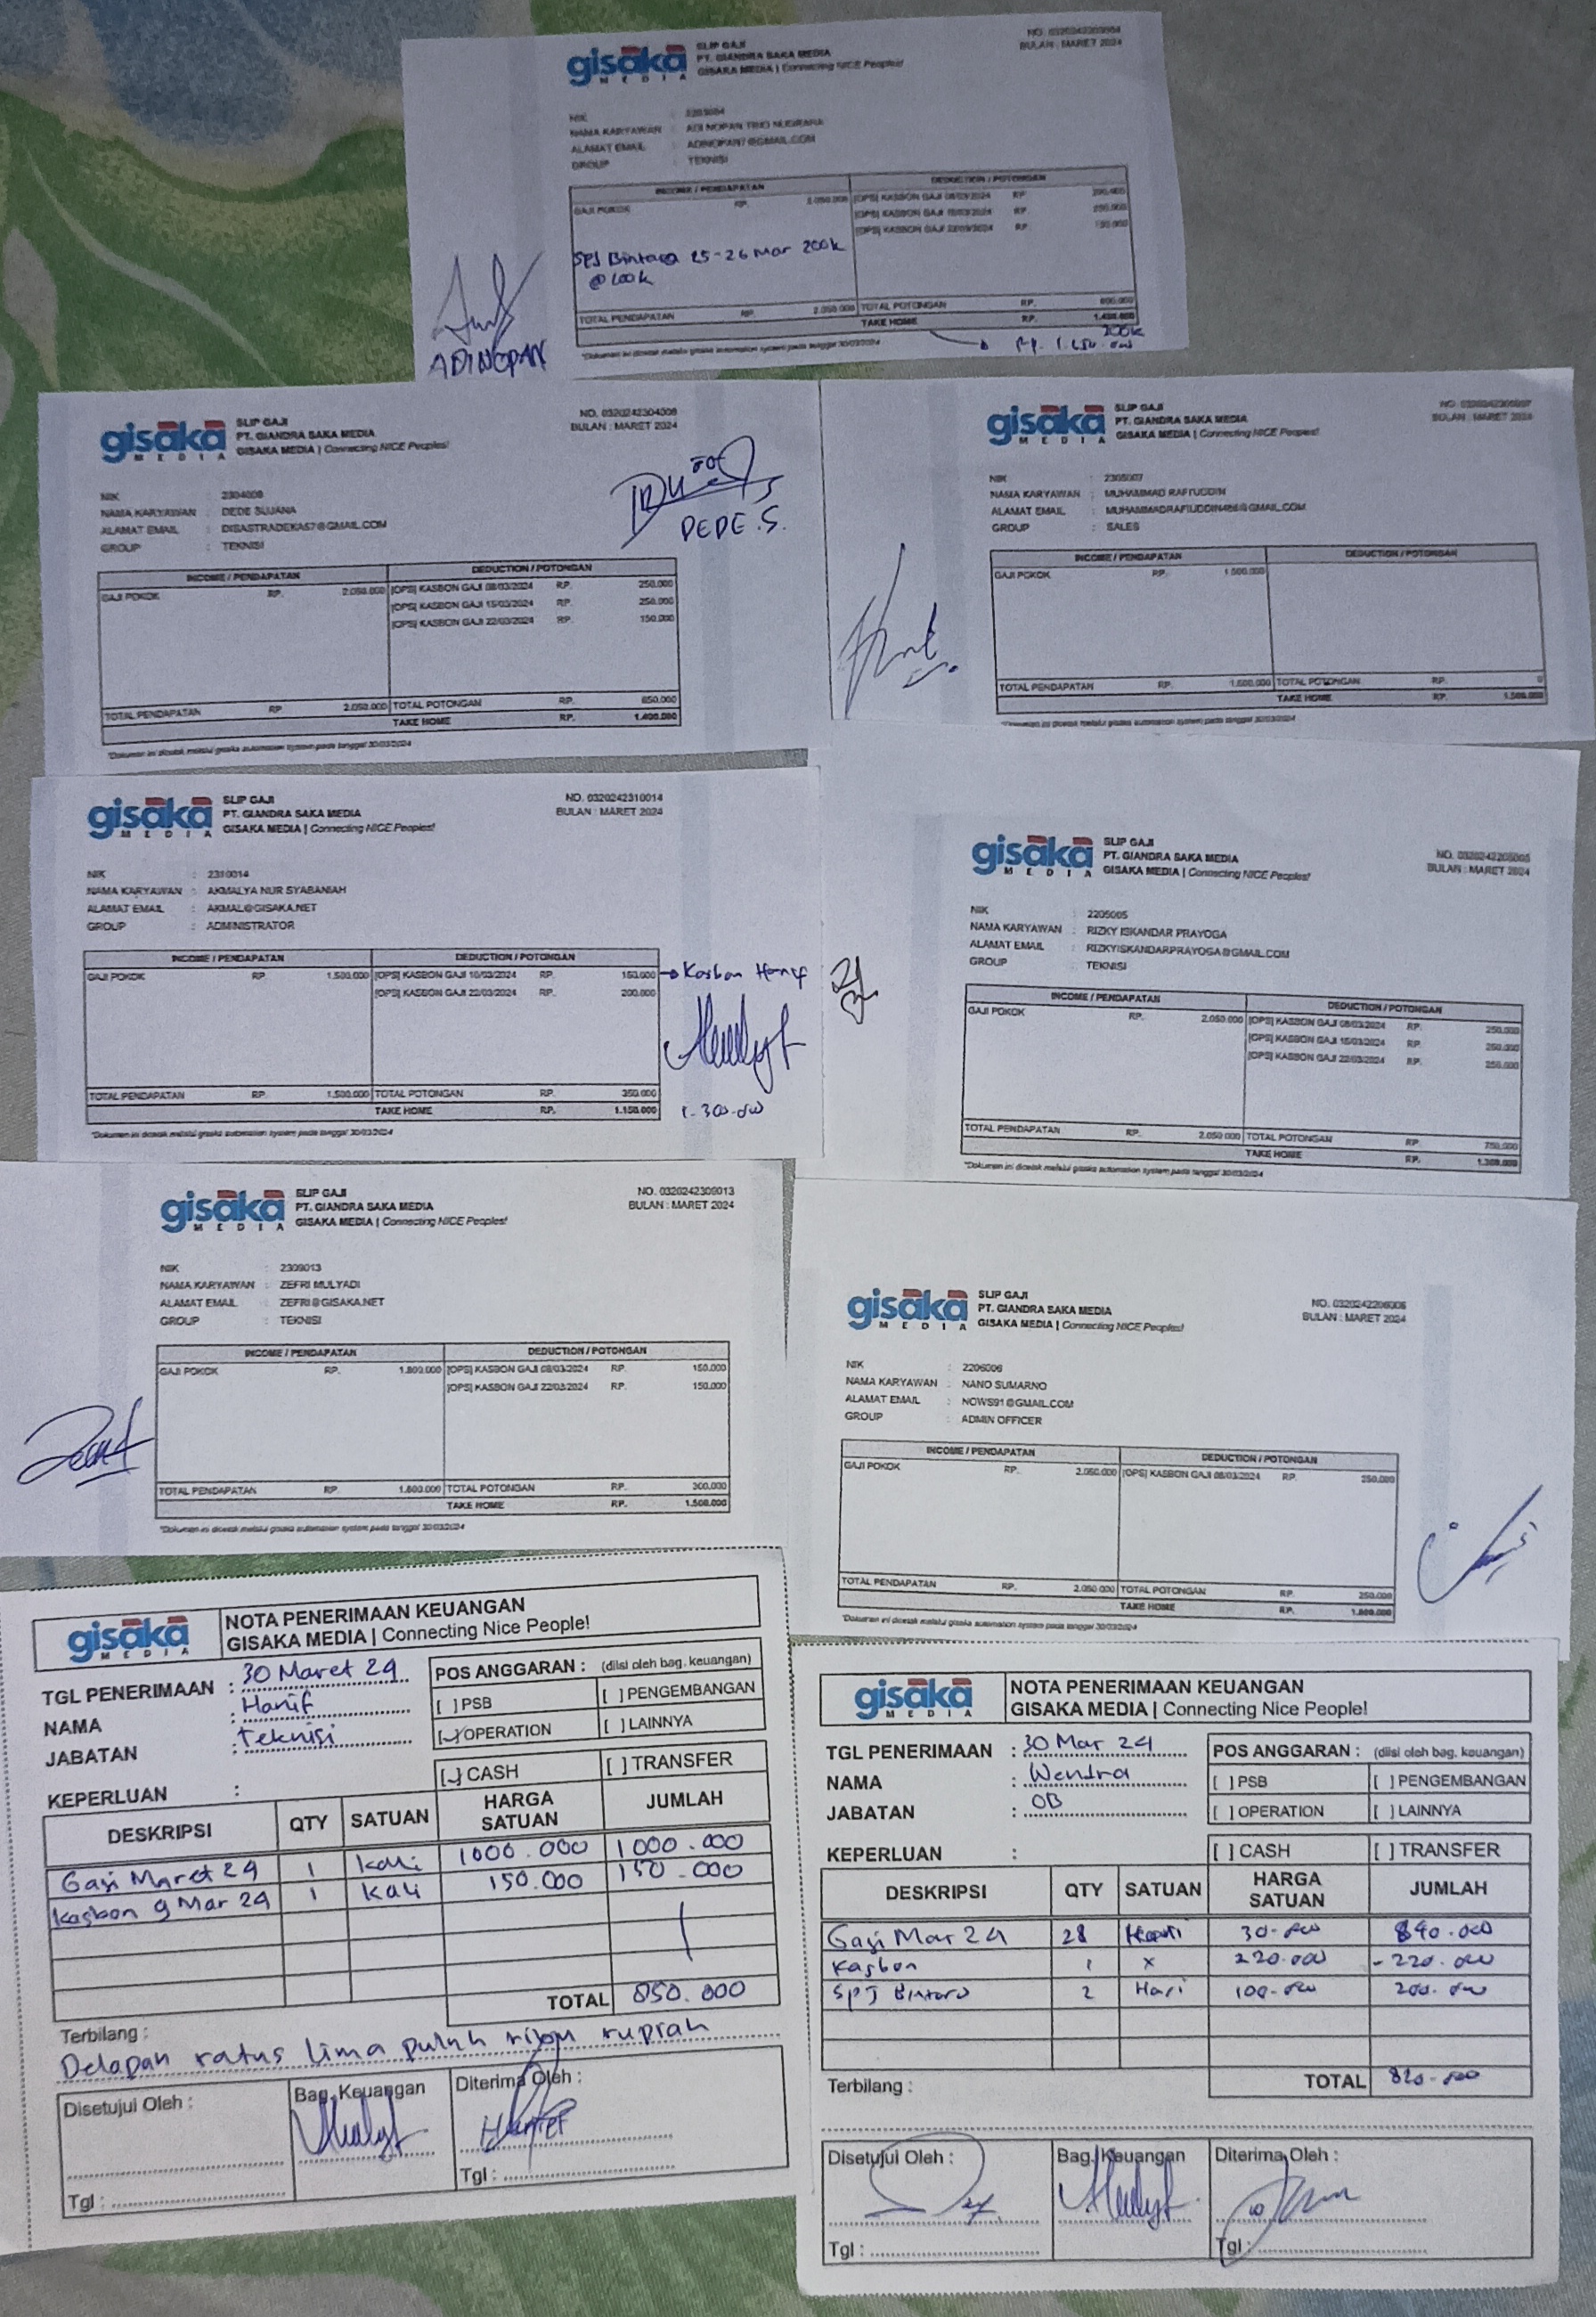 gisaka
MEDIA
SLIP GAJI
PT. GIANDRA SAKA MEDIA
GISAKA MEDIA | Connecting NICE Peoples!
BULAN : MARET 2024
NIK
NAMA KARYAWAN :
ALAMAT EMAIL : ADINOPAN7@GMAIL.COM
GROUP : TEKNISI
INCOME / PENDAPATAN DEDUCTION / POTONGAN
GAJI POKOK RP. 2.050.000 [OPS] KASBON GAJI 08/03/2024 RP
[OPS] KASBON GAJI 15/03/2024 RP. 250.000
[OPS] KASBON GAJI 22/03/2024 RP. 150.000
SPJ Bintara 25-26 Mar 200k
@ 100k
TOTAL PENDAPATAN RP. 2.050.000 TOTAL POTONGAN RP. 600.000
TAKE HOME RP. 1.450.000
200k
Rp. 1.650.000
*Dokumen ini dicetak melalui gisaka automation system pada tanggal 30/03/2024
ADINOPAN
gisaka
MEDIA
SLIP GAJI
PT. GIANDRA SAKA MEDIA
GISAKA MEDIA | Connecting NICE Peoples!
NO. 0320242304008
BULAN : MARET 2024
NIK : 2304008
NAMA KARYAWAN : DEDE SUJANA
ALAMAT EMAIL : DISASTRADEKA57@GMAIL.COM
GROUP : TEKNISI
DEDE .S.
INCOME / PENDAPATAN DEDUCTION / POTONGAN
GAJI POKOK RP. 2.050.000 [OPS] KASBON GAJI 08/03/2024 RP. 250.000
[OPS] KASBON GAJI 15/03/2024 RP. 250.000
[OPS] KASBON GAJI 22/03/2024 RP. 150.000
TOTAL PENDAPATAN RP 2.050.000 TOTAL POTONGAN RP. 650.000
TAKE HOME RP. 1.400.000
*Dokumen ini dicetak melalui gisaka automation system pada tanggal 30/03/2024
gisaka
MEDIA
SLIP GAJI
PT. GIANDRA SAKA MEDIA
GISAKA MEDIA | Connecting NICE Peoples!
NO. 0320242305007
BULAN : MARET 2024
NIK : 2305007
NAMA KARYAWAN : MUHAMMAD RAFIUDDIN
ALAMAT EMAIL : MUHAMMADRAFIUDDIN486@GMAIL.COM
GROUP : SALES
INCOME / PENDAPATAN DEDUCTION / POTONGAN
GAJI POKOK RP. 1.500.000
TOTAL PENDAPATAN RP. 1.500.000 TOTAL POTONGAN RP. 0
TAKE HOME RP. 1.500.000
*Dokumen ini dicetak melalui gisaka automation system pada tanggal 30/03/2024
gisaka
MEDIA
SLIP GAJI
PT. GIANDRA SAKA MEDIA
GISAKA MEDIA | Connecting NICE Peoples!
NO. 0320242310014
BULAN : MARET 2024
NIK : 2310014
NAMA KARYAWAN : AKMALYA NUR SYABANIAH
ALAMAT EMAIL : AKMAL@GISAKA.NET
GROUP : ADMINISTRATOR
INCOME / PENDAPATAN DEDUCTION / POTONGAN
GAJI POKOK RP. 1.500.000 [OPS] KASBON GAJI 10/03/2024 RP. 150.000 Kasbon Hanif
[OPS] KASBON GAJI 22/03/2024 RP. 200.000
TOTAL PENDAPATAN RP. 1.500.000 TOTAL POTONGAN RP. 350.000
TAKE HOME RP. 1.150.000 1.300.000
*Dokumen ini dicetak melalui gisaka automation system pada tanggal 30/03/2024
gisaka
MEDIA
SLIP GAJI
PT. GIANDRA SAKA MEDIA
GISAKA MEDIA | Connecting NICE Peoples!
NO. 0320242205005
BULAN : MARET 2024
NIK : 2205005
NAMA KARYAWAN : RIZKY ISKANDAR PRAYOGA
ALAMAT EMAIL : RIZKYISKANDARPRAYOGA@GMAIL.COM
GROUP : TEKNISI
INCOME / PENDAPATAN DEDUCTION / POTONGAN
GAJI POKOK RP. 2.050.000 [OPS] KASBON GAJI 08/03/2024 RP. 250.000
[OPS] KASBON GAJI 15/03/2024 RP. 250.000
[OPS] KASBON GAJI 22/03/2024 RP. 250.000
TOTAL PENDAPATAN RP. 2.050.000 TOTAL POTONGAN RP. 750.000
TAKE HOME RP. 1.300.000
*Dokumen ini dicetak melalui gisaka automation system pada tanggal 30/03/2024
gisaka
MEDIA
SLIP GAJI
PT. GIANDRA SAKA MEDIA
GISAKA MEDIA | Connecting NICE Peoples!
NO. 0320242309013
BULAN : MARET 2024
NIK : 2309013
NAMA KARYAWAN : ZEFRI MULYADI
ALAMAT EMAIL : ZEFRI@GISAKA.NET
GROUP : TEKNISI
INCOME / PENDAPATAN DEDUCTION / POTONGAN
GAJI POKOK RP. 1.800.000 [OPS] KASBON GAJI 08/03/2024 RP. 150.000
[OPS] KASBON GAJI 22/03/2024 RP. 150.000
TOTAL PENDAPATAN RP. 1.800.000 TOTAL POTONGAN RP. 300.000
TAKE HOME RP. 1.500.000
*Dokumen ini dicetak melalui gisaka automation system pada tanggal 30/03/2024
gisaka
MEDIA
SLIP GAJI
PT. GIANDRA SAKA MEDIA
GISAKA MEDIA | Connecting NICE Peoples!
NO. 0320242206006
BULAN : MARET 2024
NIK : 2206006
NAMA KARYAWAN : NANO SUMARNO
ALAMAT EMAIL : NOWS91@GMAIL.COM
GROUP : ADMIN OFFICER
INCOME / PENDAPATAN DEDUCTION / POTONGAN
GAJI POKOK RP. 2.050.000 [OPS] KASBON GAJI 08/03/2024 RP. 250.000
TOTAL PENDAPATAN RP. 2.050.000 TOTAL POTONGAN RP. 250.000
TAKE HOME RP. 1.800.000
*Dokumen ini dicetak melalui gisaka automation system pada tanggal 30/03/2024
gisaka
MEDIA
NOTA PENERIMAAN KEUANGAN
GISAKA MEDIA | Connecting Nice People!
TGL PENERIMAAN : 30 Maret 24
NAMA : Hanif
JABATAN : Teknisi
POS ANGGARAN : (diisi oleh bag. keuangan)
[ ] PSB [ ] PENGEMBANGAN
[✓] OPERATION [ ] LAINNYA
KEPERLUAN : [✓] CASH [ ] TRANSFER
DESKRIPSI QTY SATUAN HARGA SATUAN JUMLAH
Gaji Maret 24 1 kali 1000.000 1000.000
Kasbon 9 Mar 24 1 kali 150.000 150.000
TOTAL 850.000
Terbilang :
Delapan ratus lima puluh ribu rupiah
Disetujui Oleh : Bag. Keuangan Diterima Oleh :
Hanif
Tgl : Tgl :
gisaka
MEDIA
NOTA PENERIMAAN KEUANGAN
GISAKA MEDIA | Connecting Nice People!
TGL PENERIMAAN : 30 Mar 24
NAMA : Wendra
JABATAN : OB
POS ANGGARAN : (diisi oleh bag. keuangan)
[ ] PSB [ ] PENGEMBANGAN
[ ] OPERATION [ ] LAINNYA
KEPERLUAN : [ ] CASH [ ] TRANSFER
DESKRIPSI QTY SATUAN HARGA SATUAN JUMLAH
Gaji Mar 24 28 Hari 30.000 840.000
Kasbon 1 x 220.000 - 220.000
SPJ Bintara 2 Hari 100.000 200.000
TOTAL 820.000
Terbilang :
Disetujui Oleh : Bag. Keuangan Diterima Oleh :
Tgl : Tgl :